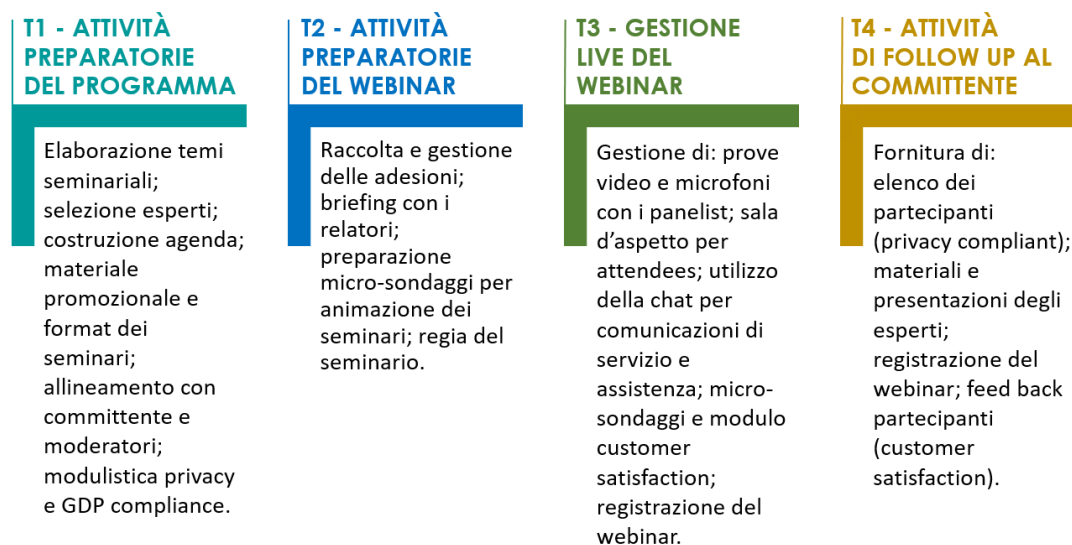 T1 - ATTIVITÀ
PREPARATORIE
DEL PROGRAMMA
Elaborazione temi
seminariali;
selezione esperti;
costruzione agenda;
materiale
promozionale e
format dei
seminari;
allineamento con
committente e
moderatori;
modulistica privacy
e GDP compliance.
T2 - ATTIVITÀ
PREPARATORIE
DEL WEBINAR
Raccolta e gestione
delle adesioni;
briefing con i
relatori;
preparazione
micro-sondaggi per
animazione dei
seminari; regia del
seminario.
T3 - GESTIONE
LIVE DEL
WEBINAR
Gestione di: prove
video e microfoni
con i panelist; sala
d’aspetto per
attendees; utilizzo
della chat per
comunicazioni di
servizio e
assistenza; micro-
sondaggi e modulo
customer
satisfaction;
registrazione del
webinar.
T4 - ATTIVITÀ
DI FOLLOW UP AL
COMMITTENTE
Fornitura di:
elenco dei
partecipanti
(privacy compliant);
materiali e
presentazioni degli
esperti;
registrazione del
webinar; feed back
partecipanti
(customer
satisfaction).